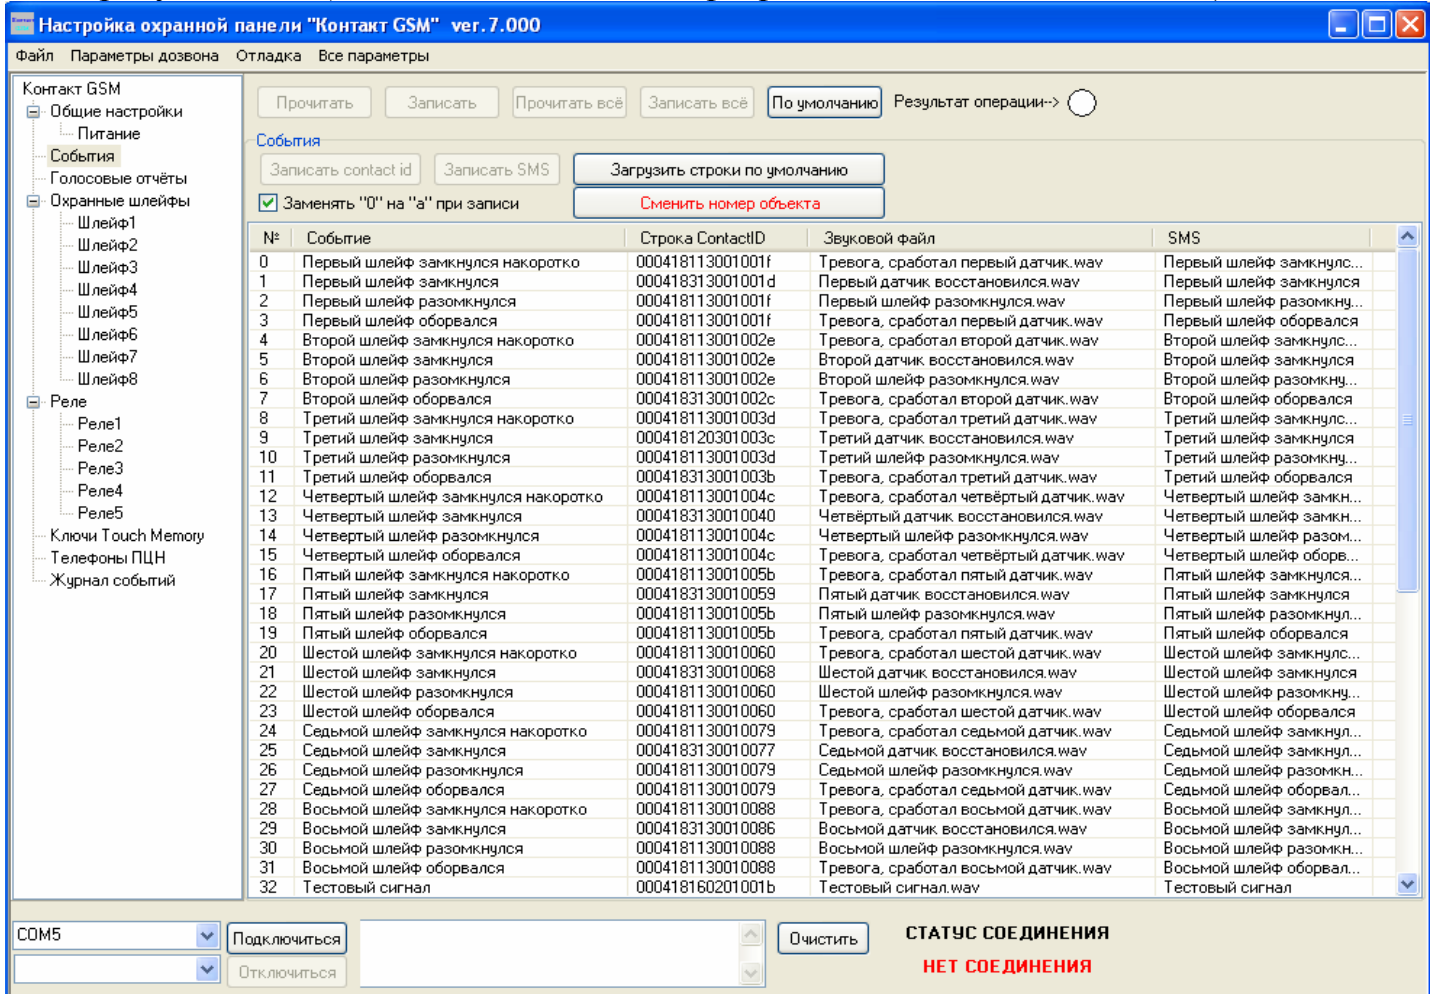 Настройка охранной панели "Контакт GSM" ver. 7.000
Файл Параметры дозвона Отладка Все параметры
Контакт GSM
Общие настройки
Питание
События
Голосовые отчёты
Охранные шлейфы
Шлейф1
Шлейф2
Шлейф3
Шлейф4
Шлейф5
Шлейф6
Шлейф7
Шлейф8
Реле
Реле1
Реле2
Реле3
Реле4
Реле5
Ключи Touch Memory
Телефоны ПЦН
Журнал событий
Прочитать Записать Прочитать всё Записать всё По умолчанию Результат операции-->
События
Записать contact id Записать SMS Загрузить строки по умолчанию
Заменять "0" на "a" при записи Сменить номер объекта
№ Событие Строка ContactID Звуковой файл SMS
0 Первый шлейф замкнулся накоротко 000418113001001f Тревога, сработал первый датчик.wav Первый шлейф замкнулс...
1 Первый шлейф замкнулся 000418313001001d Первый датчик восстановился.wav Первый шлейф замкнулся
2 Первый шлейф разомкнулся 000418113001001f Первый шлейф разомкнулся.wav Первый шлейф разомкну...
3 Первый шлейф оборвался 000418113001001f Тревога, сработал первый датчик.wav Первый шлейф оборвался
4 Второй шлейф замкнулся накоротко 000418113001002e Тревога, сработал второй датчик.wav Второй шлейф замкнулс...
5 Второй шлейф замкнулся 000418113001002e Второй датчик восстановился.wav Второй шлейф замкнулся
6 Второй шлейф разомкнулся 000418113001002e Второй шлейф разомкнулся.wav Второй шлейф разомкну...
7 Второй шлейф оборвался 000418313001002c Тревога, сработал второй датчик.wav Второй шлейф оборвался
8 Третий шлейф замкнулся накоротко 000418113001003d Тревога, сработал третий датчик.wav Третий шлейф замкнулс...
9 Третий шлейф замкнулся 000418120301003c Третий датчик восстановился.wav Третий шлейф замкнулся
10 Третий шлейф разомкнулся 000418113001003d Третий шлейф разомкнулся.wav Третий шлейф разомкну...
11 Третий шлейф оборвался 000418313001003b Тревога, сработал третий датчик.wav Третий шлейф оборвался
12 Четвертый шлейф замкнулся накоротко 000418113001004c Тревога, сработал четвёртый датчик.wav Четвертый шлейф замкн...
13 Четвертый шлейф замкнулся 0004183130010040 Четвёртый датчик восстановился.wav Четвертый шлейф замкн...
14 Четвертый шлейф разомкнулся 000418113001004c Четвертый шлейф разомкнулся.wav Четвертый шлейф разом...
15 Четвертый шлейф оборвался 000418113001004c Тревога, сработал четвёртый датчик.wav Четвертый шлейф оборв...
16 Пятый шлейф замкнулся накоротко 000418113001005b Тревога, сработал пятый датчик.wav Пятый шлейф замкнулся...
17 Пятый шлейф замкнулся 0004183130010059 Пятый датчик восстановился.wav Пятый шлейф замкнулся
18 Пятый шлейф разомкнулся 000418113001005b Пятый шлейф разомкнулся.wav Пятый шлейф разомкнул...
19 Пятый шлейф оборвался 000418113001005b Тревога, сработал пятый датчик.wav Пятый шлейф оборвался
20 Шестой шлейф замкнулся накоротко 0004181130010060 Тревога, сработал шестой датчик.wav Шестой шлейф замкнулс...
21 Шестой шлейф замкнулся 0004183130010068 Шестой датчик восстановился.wav Шестой шлейф замкнулся
22 Шестой шлейф разомкнулся 0004181130010060 Шестой шлейф разомкнулся.wav Шестой шлейф разомкну...
23 Шестой шлейф оборвался 0004181130010060 Тревога, сработал шестой датчик.wav Шестой шлейф оборвался
24 Седьмой шлейф замкнулся накоротко 0004181130010079 Тревога, сработал седьмой датчик.wav Седьмой шлейф замкнул...
25 Седьмой шлейф замкнулся 0004183130010077 Седьмой датчик восстановился.wav Седьмой шлейф замкнул...
26 Седьмой шлейф разомкнулся 0004181130010079 Седьмой шлейф разомкнулся.wav Седьмой шлейф разомкн...
27 Седьмой шлейф оборвался 0004181130010079 Тревога, сработал седьмой датчик.wav Седьмой шлейф оборвал...
28 Восьмой шлейф замкнулся накоротко 0004181130010088 Тревога, сработал восьмой датчик.wav Восьмой шлейф замкнул...
29 Восьмой шлейф замкнулся 0004183130010086 Восьмой датчик восстановился.wav Восьмой шлейф замкнул...
30 Восьмой шлейф разомкнулся 0004181130010088 Восьмой шлейф разомкнулся.wav Восьмой шлейф разомкн...
31 Восьмой шлейф оборвался 0004181130010088 Тревога, сработал восьмой датчик.wav Восьмой шлейф оборвал...
32 Тестовый сигнал 000418160201001b Тестовый сигнал.wav Тестовый сигнал
COM5 Подключиться Очистить СТАТУС СОЕДИНЕНИЯ
Отключиться НЕТ СОЕДИНЕНИЯ